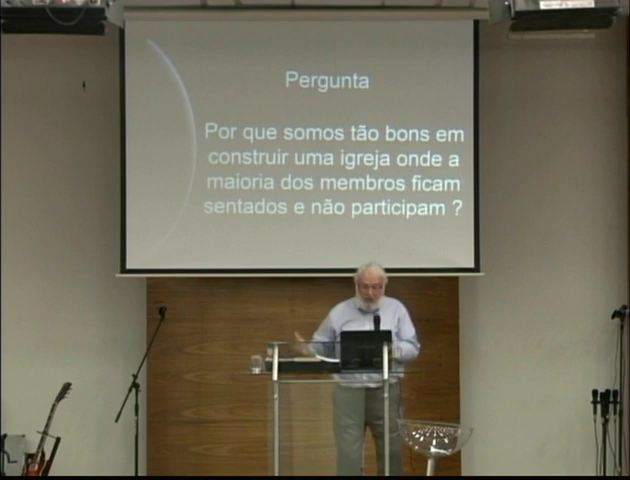 Pergunta
Por que somos tão bons em
construir uma igreja onde a
maioria dos membros ficam
sentados e não participam ?